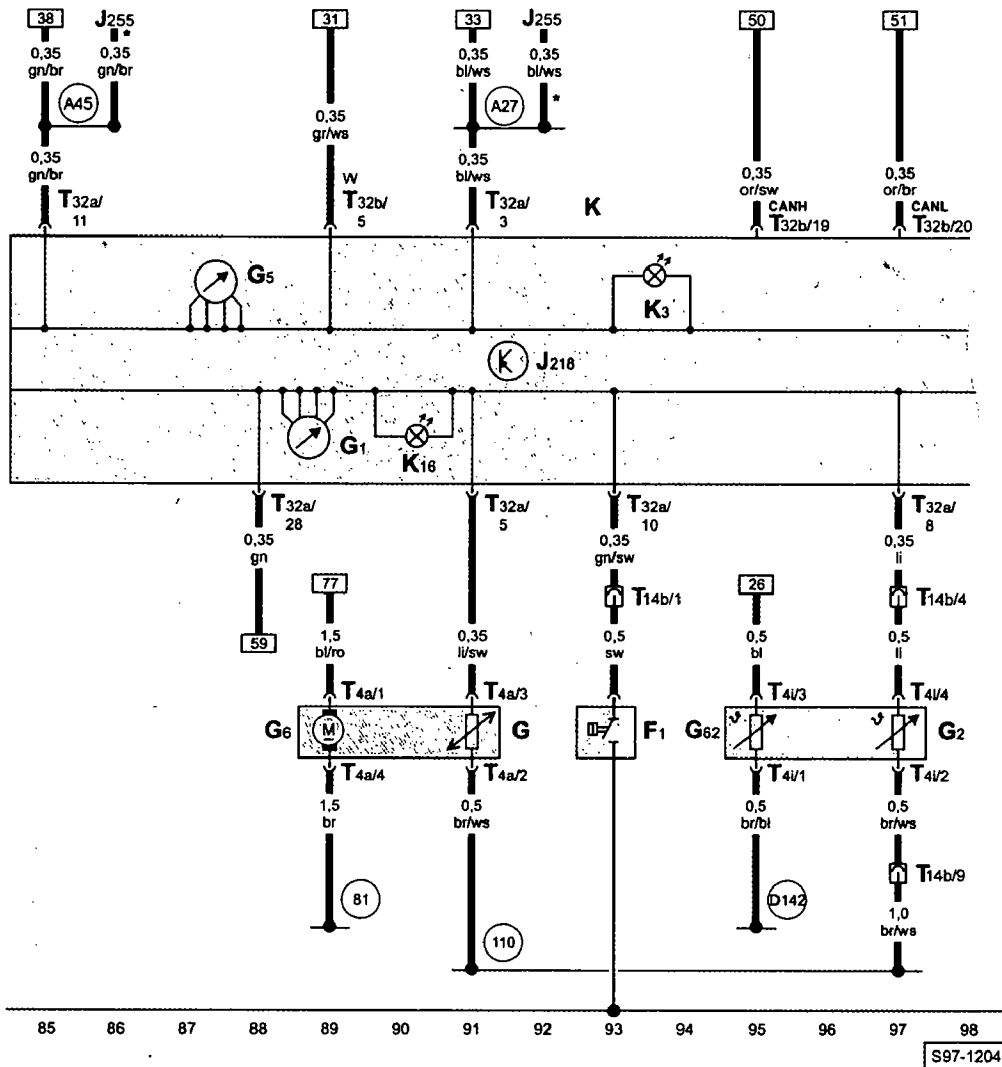 38
J255
*
31
33
J255
50
51
0,35
gn/br
0,35
gn/br
0,35
bl/ws
0,35
bl/ws
*
A45
A27
0,35
gr/ws
0,35
gn/br
0,35
bl/ws
0,35
or/sw
0,35
or/br
T32a/
11
W
T32b/
5
T32a/
3
K
CANH
T32b/19
CANL
T32b/20
G5
K3
J218
G1
K16
T32a/
28
T32a/
5
T32a/
10
T32a/
8
0,35
gn
0,35
gn/sw
0,35
li
77
T14b/1
26
T14b/4
59
1,5
bl/ro
0,35
li/sw
0,5
sw
0,5
bl
0,5
li
T4a/1
T4a/3
T4i/3
T4i/4
G6
M
G
F1
G62
G2
T4a/4
T4a/2
T4i/1
T4i/2
1,5
br
0,5
br/ws
0,5
br/bl
0,5
br/ws
T14b/9
81
D142
1,0
br/ws
110
85 86 87 88 89 90 91 92 93 94 95 96 97 98
S97-1204